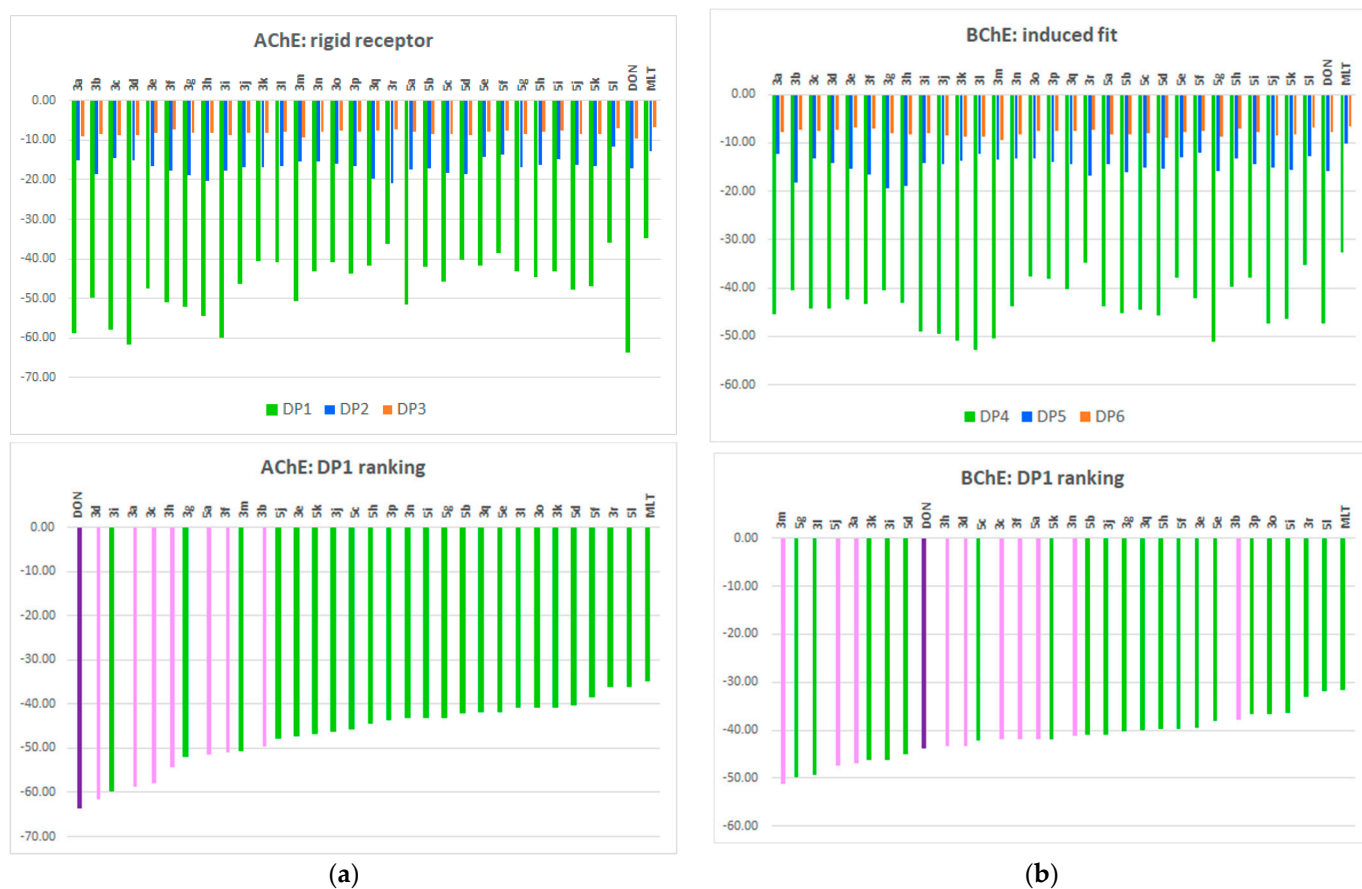 AChE: rigid receptor
3a 3b 3c 3d 3e 3f 3g 3h 3i 3j 3k 3l 3m 3n 3o 3p 3q 3r 5a 5b 5c 5d 5e 5f 5g 5h 5i 5j 5k 5l DON MLT
0.00
-10.00
-20.00
-30.00
-40.00
-50.00
-60.00
-70.00
DP1 DP2 DP3
BChE: induced fit
3a 3b 3c 3d 3e 3f 3g 3h 3i 3j 3k 3l 3m 3n 3o 3p 3q 3r 5a 5b 5c 5d 5e 5f 5g 5h 5i 5j 5k 5l DON MLT
0.00
-10.00
-20.00
-30.00
-40.00
-50.00
-60.00
DP4 DP5 DP6
AChE: DP1 ranking
DON 3d 3i 3a 3c 3h 3g 5a 3f 3m 3b 5j 3e 5k 3j 5c 5h 3p 3n 5i 5g 5b 3q 5e 3l 3o 3k 5d 5f 3r 5l MLT
0.00
-10.00
-20.00
-30.00
-40.00
-50.00
-60.00
-70.00
BChE: DP1 ranking
3m 5g 3l 5j 3a 3k 3i 5d DON 3h 3d 5c 3c 3f 5a 5k 3n 5b 3j 3g 3q 5h 5f 3e 5e 3b 3p 3o 5i 3r 5l MLT
0.00
-10.00
-20.00
-30.00
-40.00
-50.00
-60.00
(a)
(b)